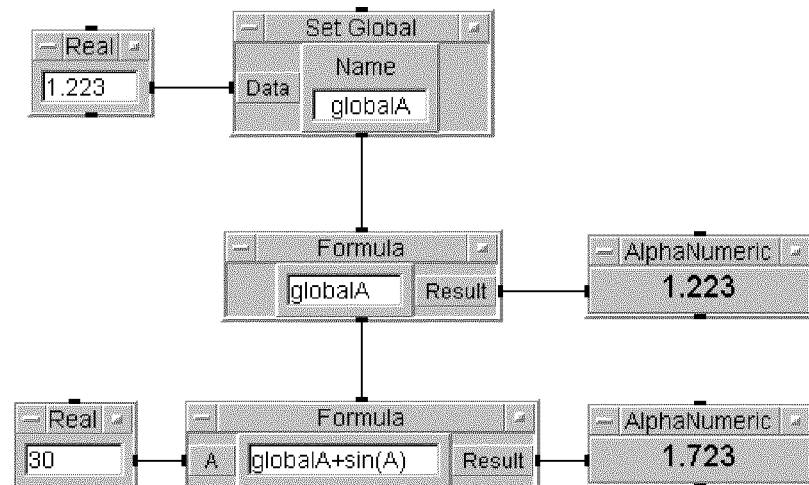 Set Global
Real
Name
1.223
Data
globalA
Formula
AlphaNumeric
globalA
Result
1.223
Real
Formula
AlphaNumeric
30
A
globalA+sin(A)
Result
1.723